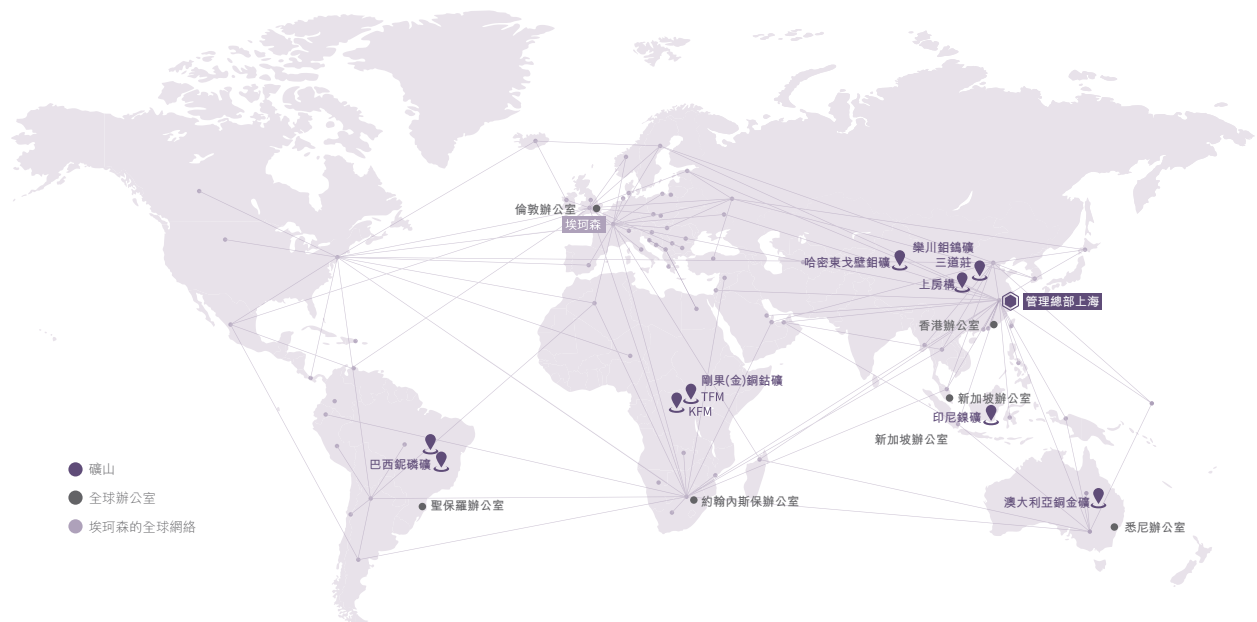 倫敦辦公室
埃珂森
欒川鉬鎢礦
三道莊
哈密東戈壁鉬礦
上房溝
管理總部上海
香港辦公室
剛果(金)銅鈷礦
TFM
KFM
新加坡辦公室
印尼鎳礦
新加坡辦公室
巴西鈮磷礦
礦山
全球辦公室
埃珂森的全球網絡
聖保羅辦公室
約翰內斯保辦公室
澳大利亞銅金礦
悉尼辦公室